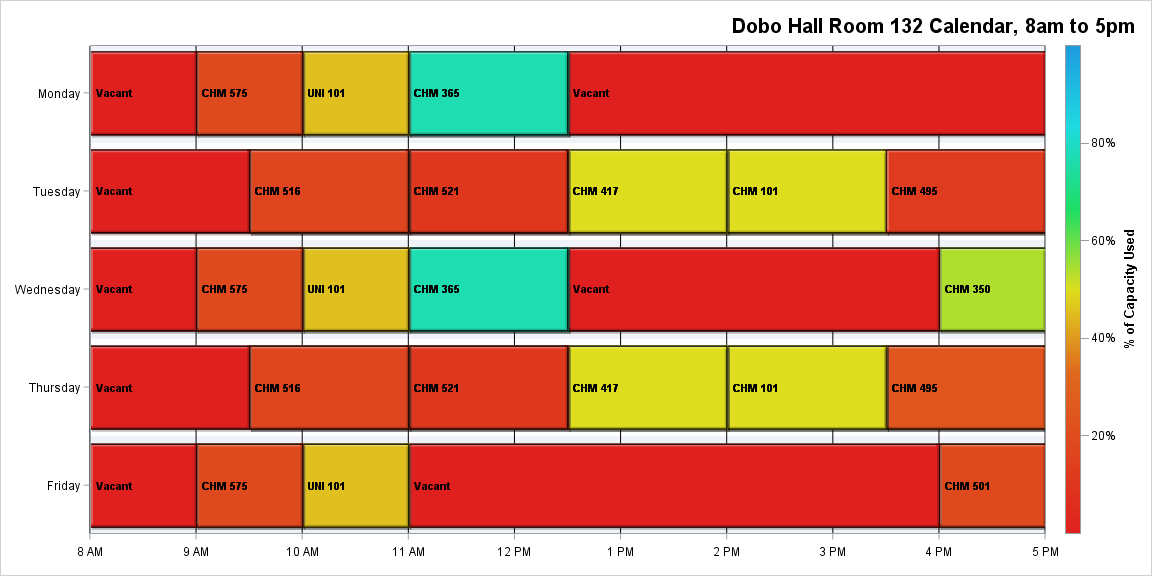 Dobo Hall Room 132 Calendar, 8am to 5pm
Monday
Vacant
CHM 575
UNI 101
CHM 365
Vacant
Tuesday
Vacant
CHM 516
CHM 521
CHM 417
CHM 101
CHM 495
Wednesday
Vacant
CHM 575
UNI 101
CHM 365
Vacant
CHM 350
Thursday
Vacant
CHM 516
CHM 521
CHM 417
CHM 101
CHM 495
Friday
Vacant
CHM 575
UNI 101
Vacant
CHM 501
8 AM
9 AM
10 AM
11 AM
12 PM
1 PM
2 PM
3 PM
4 PM
5 PM
80%
60%
40%
20%
% of Capacity Used